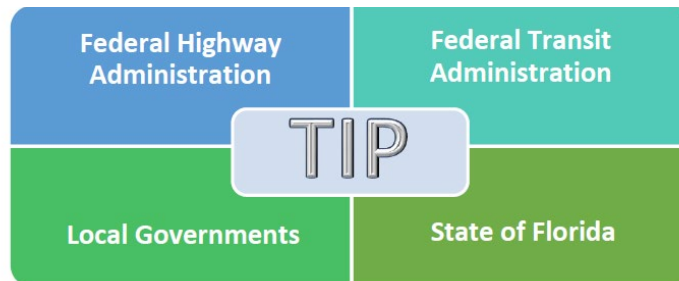 Federal Highway
Administration
Federal Transit
Administration
TIP
Local Governments
State of Florida